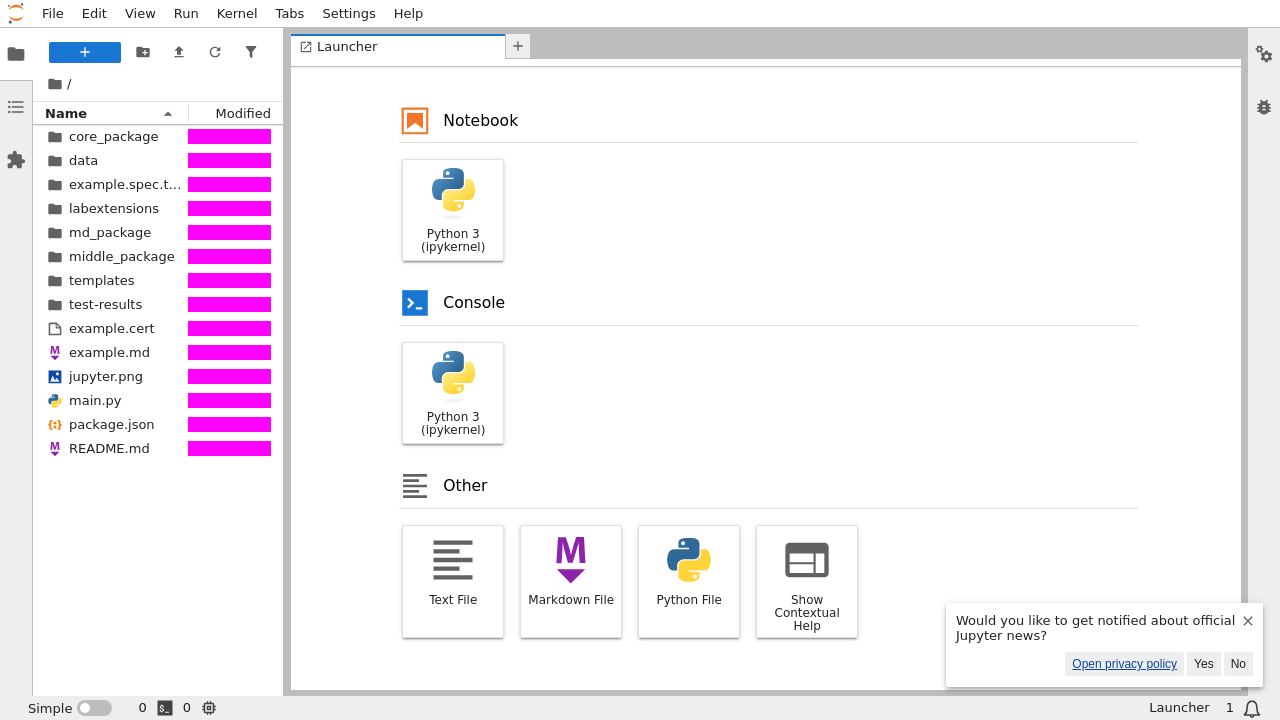 File Edit View Run Kernel Tabs Settings Help
Launcher
/
Name Modified
core_package
data
example.spec.t...
labextensions
md_package
middle_package
templates
test-results
example.cert
example.md
jupyter.png
main.py
package.json
README.md
Notebook
Python 3
(ipykernel)
Console
Python 3
(ipykernel)
Other
Text File
Markdown File
Python File
Show
Contextual
Help
Would you like to get notified about official
Jupyter news?
Open privacy policy Yes No
Simple 0 0 Launcher 1